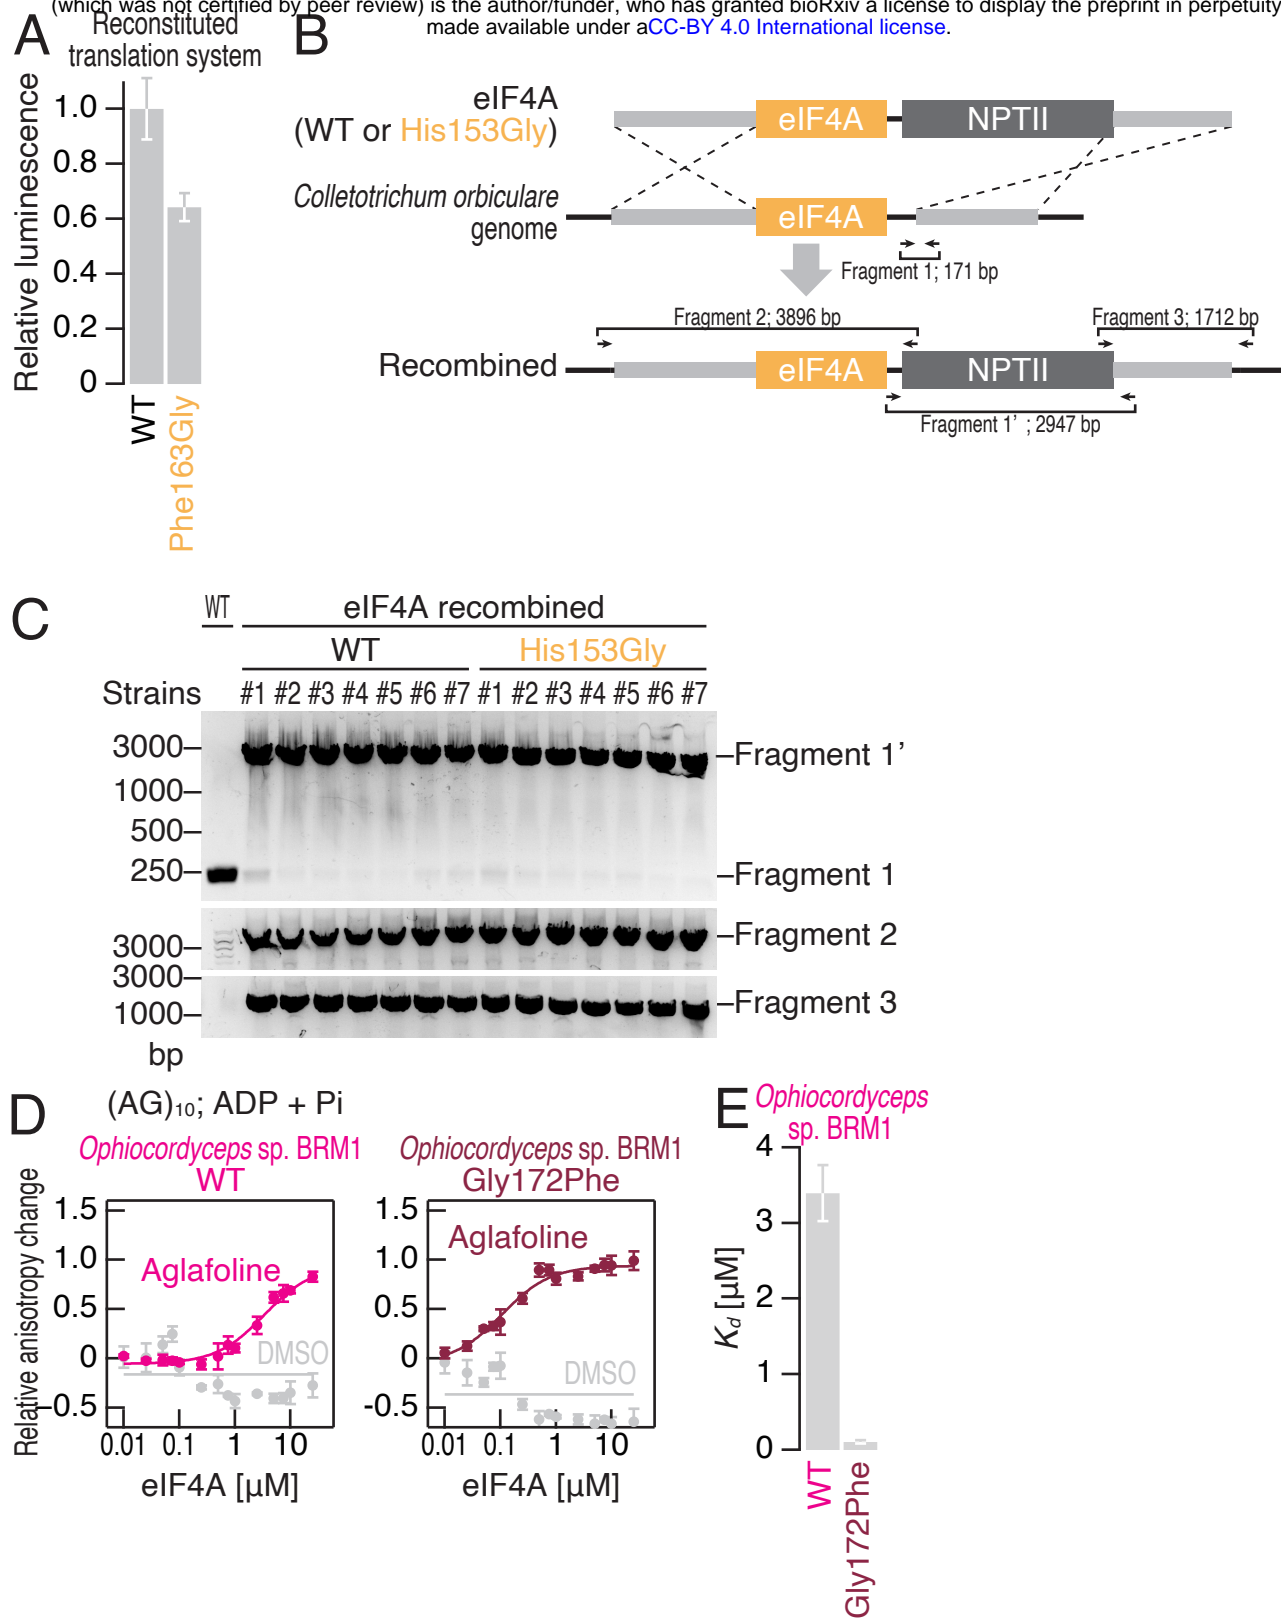 (which was not certified by peer review) is the author/funder, who has granted bioRxiv a license to display the preprint in perpetuity
made available under aCC-BY 4.0 International license.
A
Reconstituted
translation system
Relative luminescence
1.0
0.8
0.6
0.4
0.2
0
WT
Phe163Gly
B
eIF4A
(WT or His153Gly)
eIF4A
NPTII
Colletotrichum orbiculare
genome
eIF4A
Fragment 1; 171 bp
Fragment 2; 3896 bp
Fragment 3; 1712 bp
Recombined
eIF4A
NPTII
Fragment 1’ ; 2947 bp
C
WT
eIF4A recombined
WT
His153Gly
Strains #1 #2 #3 #4 #5 #6 #7 #1 #2 #3 #4 #5 #6 #7
3000
1000
500
250
Fragment 1’
Fragment 1
3000
Fragment 2
3000
1000
Fragment 3
bp
D
(AG)10; ADP + Pi
Ophiocordyceps sp. BRM1
WT
Relative anisotropy change
1.5
1.0
0.5
0
-0.5
Aglafoline
DMSO
0.01 0.1 1 10
eIF4A [µM]
Ophiocordyceps sp. BRM1
Gly172Phe
1.5
1.0
0.5
0
-0.5
Aglafoline
DMSO
0.01 0.1 1 10
eIF4A [µM]
E
Ophiocordyceps
sp. BRM1
Kd [µM]
4
3
2
1
0
WT
Gly172Phe